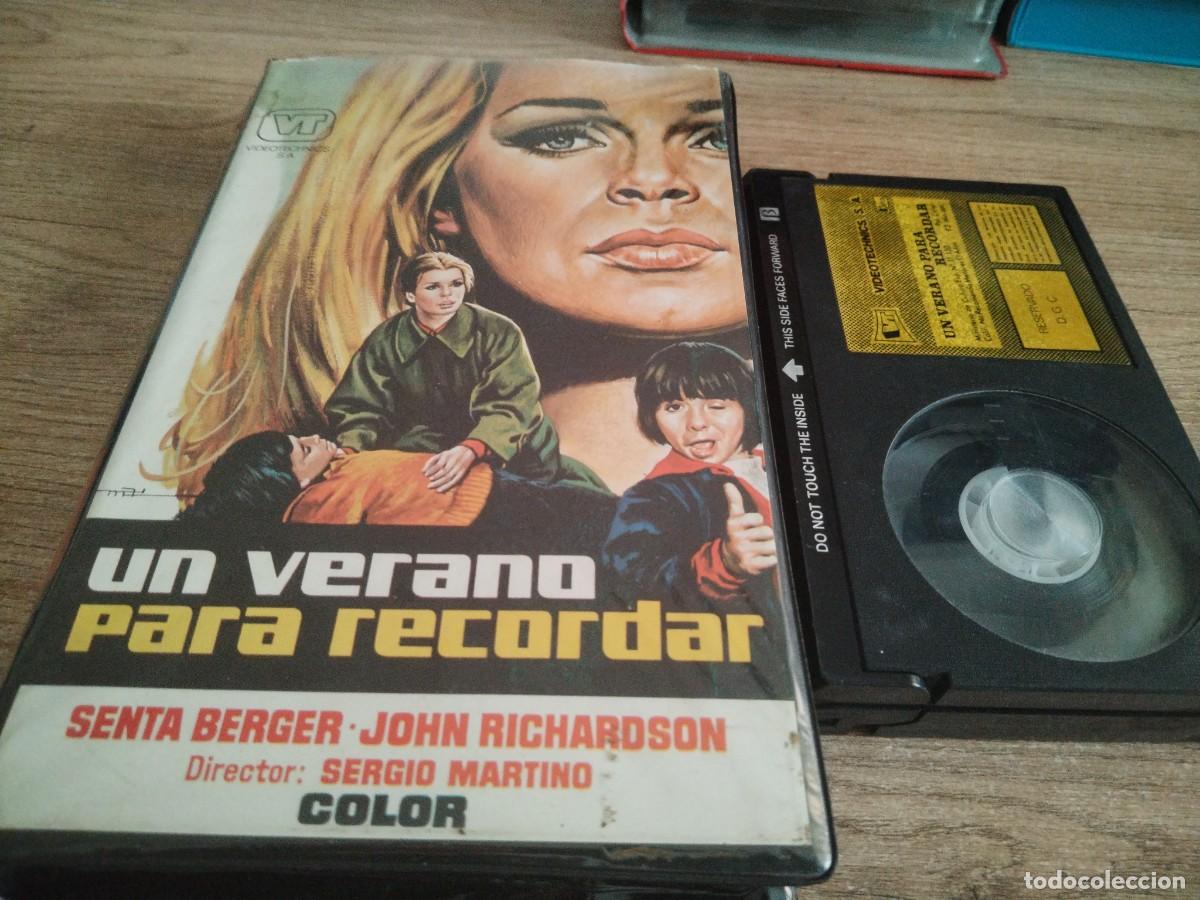 VT
VIDEOTECHNICS
S.A.
un verano
para recordar
SENTA BERGER · JOHN RICHARDSON
Director: SERGIO MARTINO
COLOR
DO NOT TOUCH THE INSIDE THIS SIDE FACES FORWARD
VT VIDEOTECHNICS S.A.
UN VERANO PARA
RECORDAR
RESERVADO
D.G.C
todocoleccion